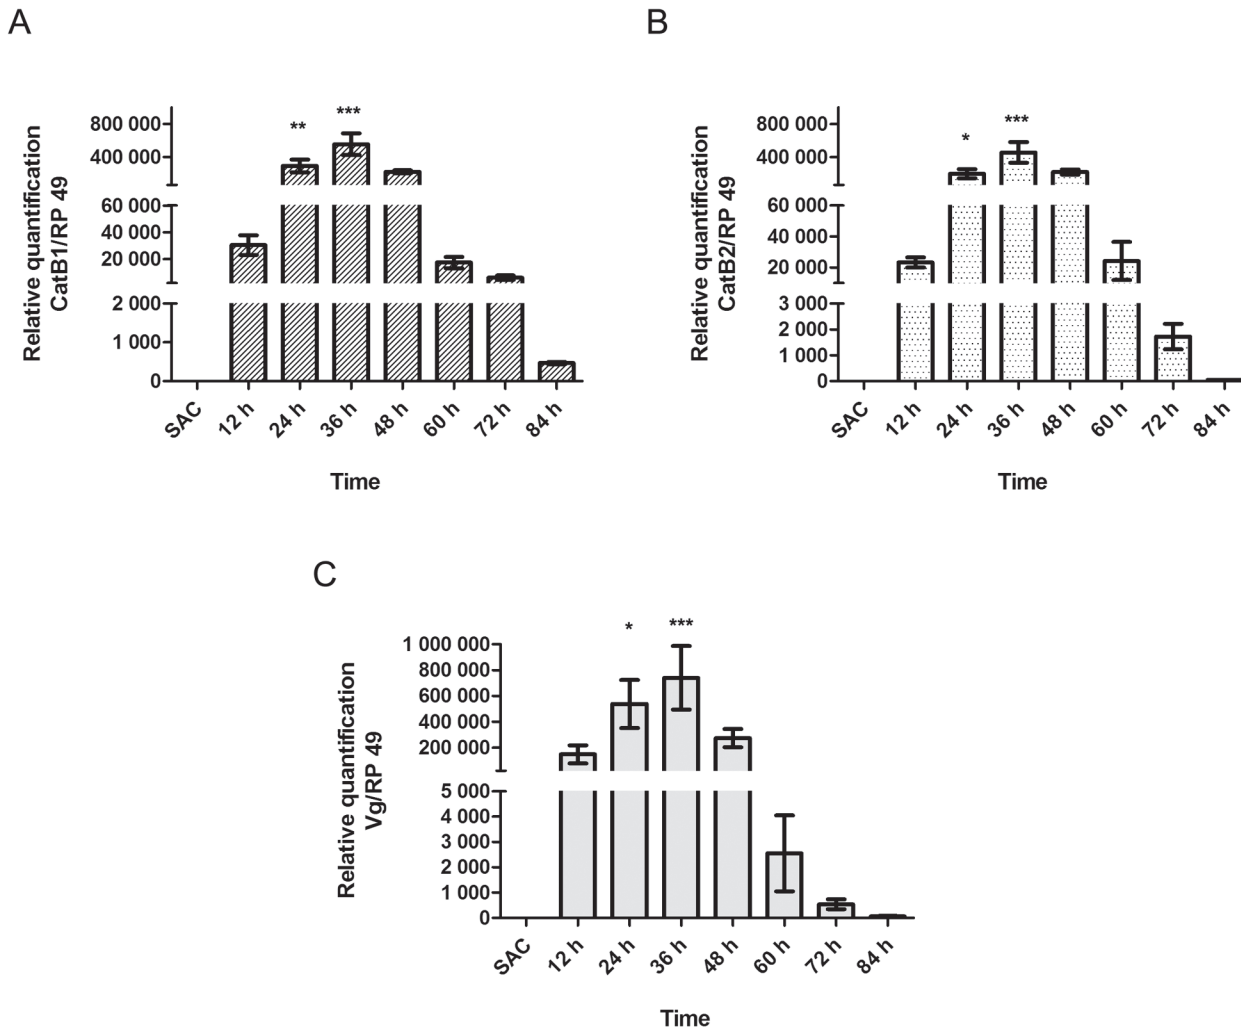 A
Relative quantification
CatB1/RP 49
800 000
400 000
60 000
40 000
20 000
2 000
1 000
0
**
***
SAC
12 h
24 h
36 h
48 h
60 h
72 h
84 h
Time
B
Relative quantification
CatB2/RP 49
800 000
400 000
60 000
40 000
20 000
3 000
2 000
1 000
0
*
***
SAC
12 h
24 h
36 h
48 h
60 h
72 h
84 h
Time
C
Relative quantification
Vg/RP 49
1 000 000
800 000
600 000
400 000
200 000
5 000
4 000
3 000
2 000
1 000
0
*
***
SAC
12 h
24 h
36 h
48 h
60 h
72 h
84 h
Time